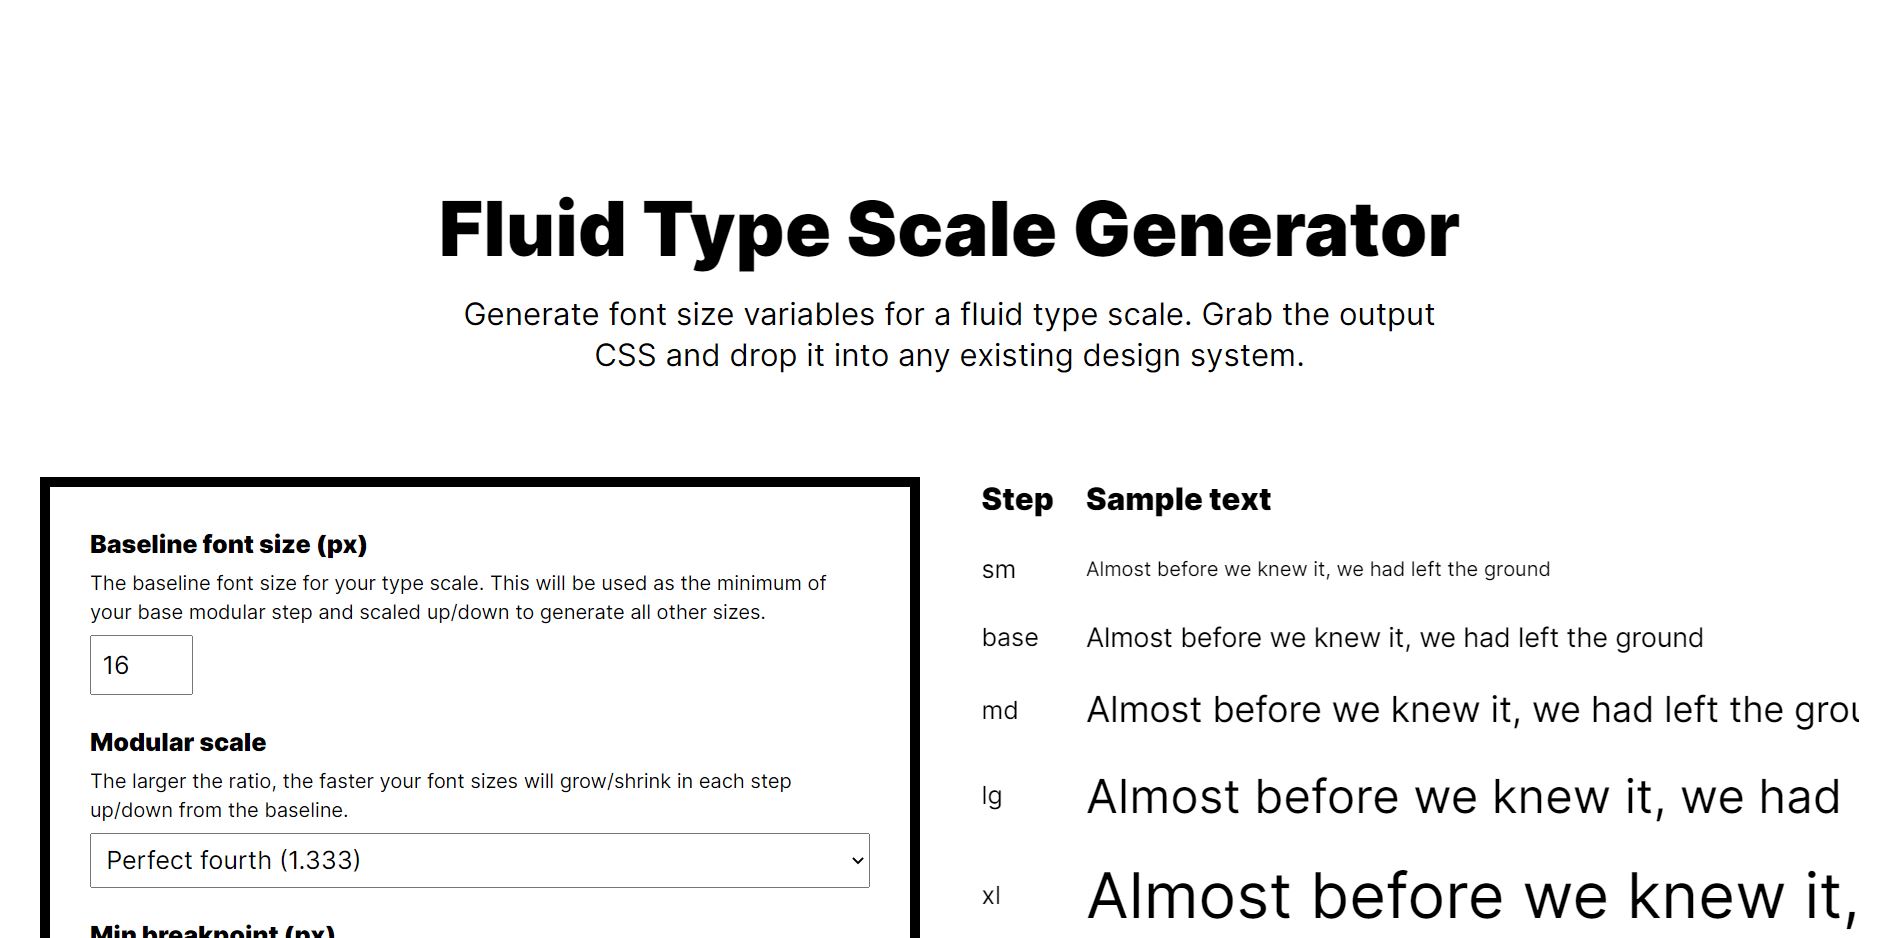 Fluid Type Scale Generator
Generate font size variables for a fluid type scale. Grab the output
CSS and drop it into any existing design system.
Baseline font size (px)
The baseline font size for your type scale. This will be used as the minimum of
your base modular step and scaled up/down to generate all other sizes.
16
Modular scale
The larger the ratio, the faster your font sizes will grow/shrink in each step
up/down from the baseline.
Perfect fourth (1.333)
Min breakpoint (px)
Step Sample text
sm Almost before we knew it, we had left the ground
base Almost before we knew it, we had left the ground
md Almost before we knew it, we had left the grou
lg Almost before we knew it, we had
xl Almost before we knew it,